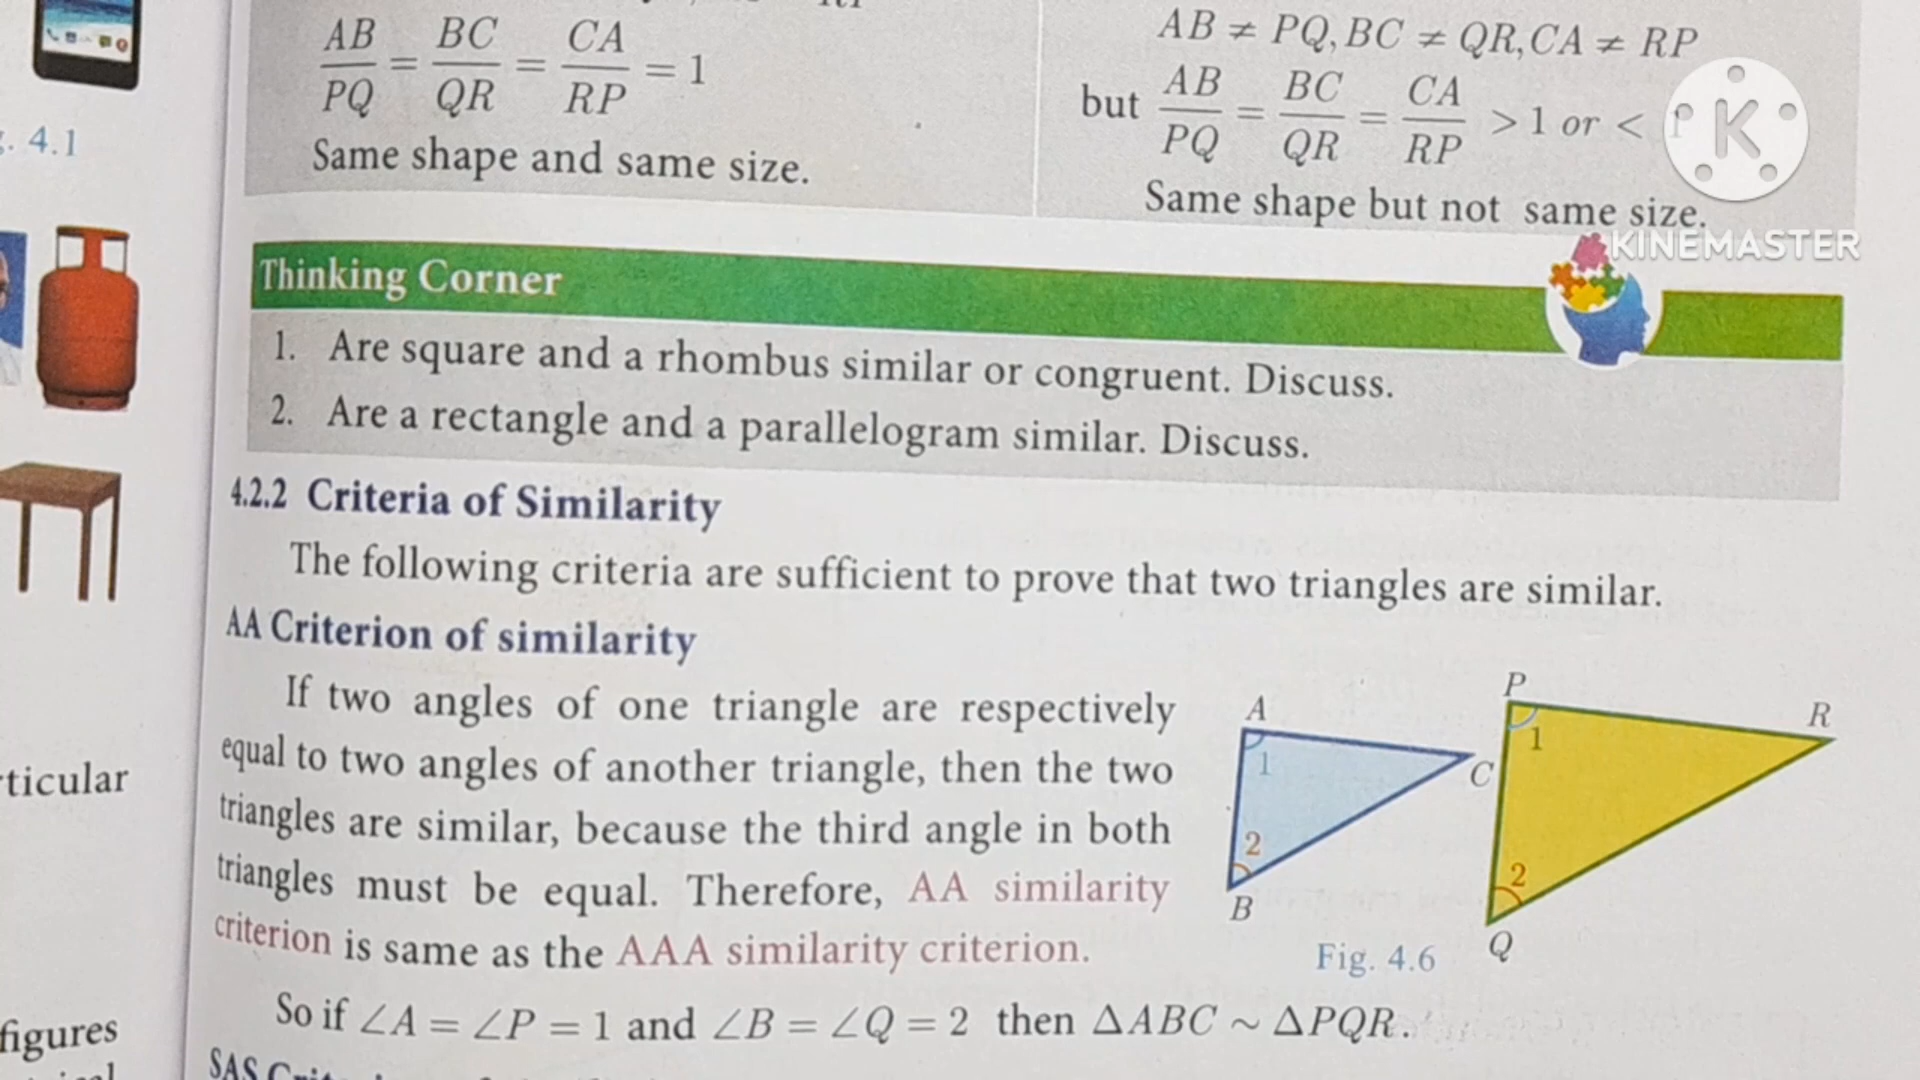 AB/PQ = BC/QR = CA/RP = 1
Same shape and same size.
AB ≠ PQ, BC ≠ QR, CA ≠ RP
but AB/PQ = BC/QR = CA/RP > 1 or <
Same shape but not same size.
K
KINEMASTER
4.1
Thinking Corner
1. Are square and a rhombus similar or congruent. Discuss.
2. Are a rectangle and a parallelogram similar. Discuss.
4.2.2 Criteria of Similarity
The following criteria are sufficient to prove that two triangles are similar.
AA Criterion of similarity
If two angles of one triangle are respectively
equal to two angles of another triangle, then the two
triangles are similar, because the third angle in both
triangles must be equal. Therefore, AA similarity
criterion is same as the AAA similarity criterion.
A
1
C
2
B
P
1
R
2
Q
Fig. 4.6
So if ∠A = ∠P = 1 and ∠B = ∠Q = 2 then ΔABC ~ ΔPQR.
SAS
ticular
figures